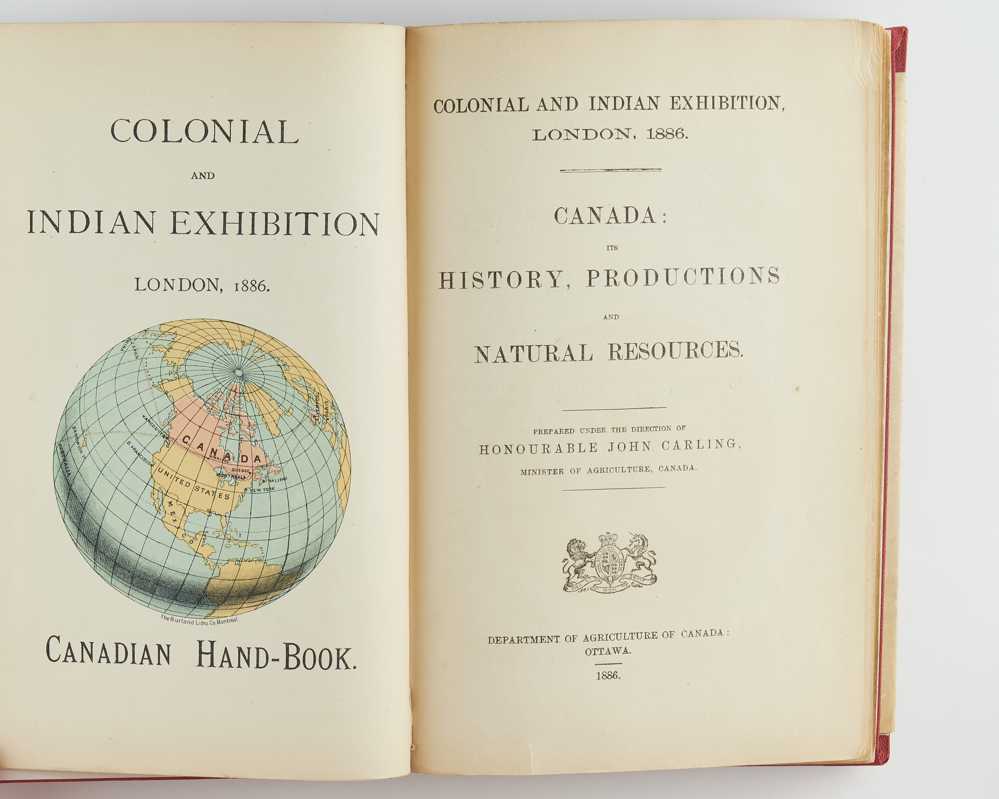 COLONIAL
AND
INDIAN EXHIBITION
LONDON, 1886.
CANADA
UNITED STATES
MEXICO
NEW YORK
The Burland Litho. Co. Montreal
CANADIAN HAND-BOOK.
COLONIAL AND INDIAN EXHIBITION,
LONDON, 1886.
CANADA:
ITS
HISTORY, PRODUCTIONS
AND
NATURAL RESOURCES.
PREPARED UNDER THE DIRECTION OF
HONOURABLE JOHN CARLING,
MINISTER OF AGRICULTURE, CANADA.
DEPARTMENT OF AGRICULTURE OF CANADA:
OTTAWA.
1886.